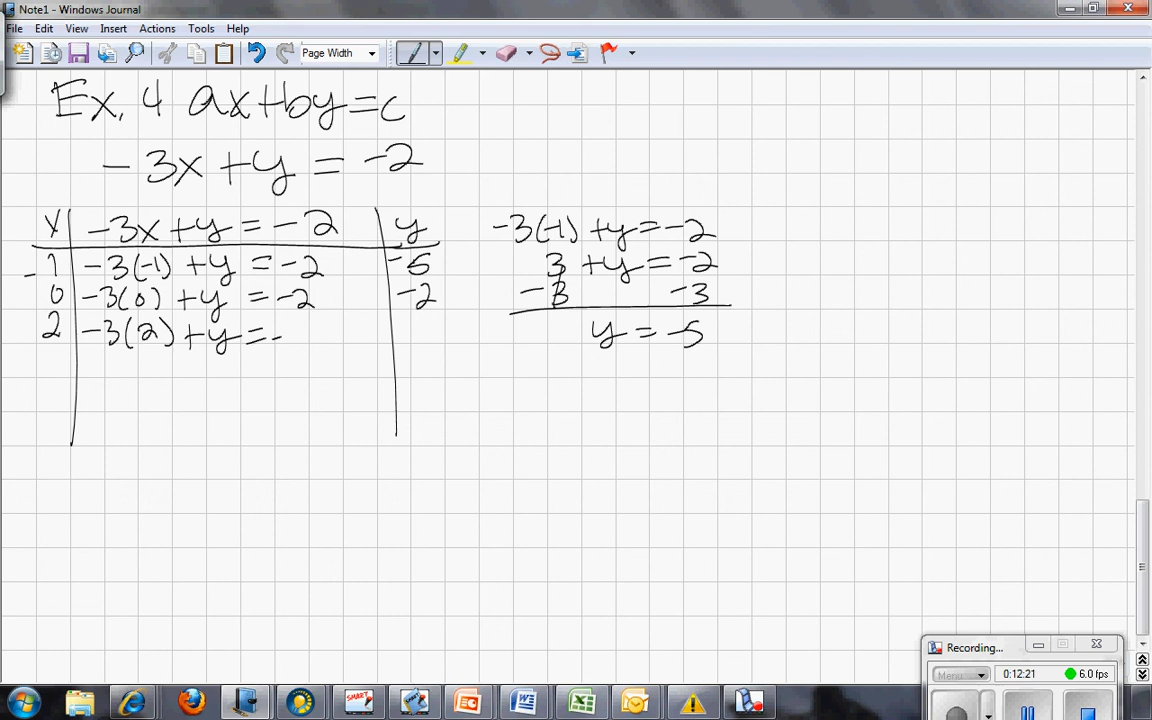 Note1 - Windows Journal
File Edit View Insert Actions Tools Help
Page Width
Ex. 4 ax+by=c
-3x+y=-2
x -3x+y=-2 y
-1 -3(-1)+y=-2 -5
0 -3(0)+y=-2 -2
2 -3(2)+y=-
-3(-1)+y=-2
3+y=-2
-3 -3
y=-5
Recording...
Menu 0:12:21 6.0 fps
SMART